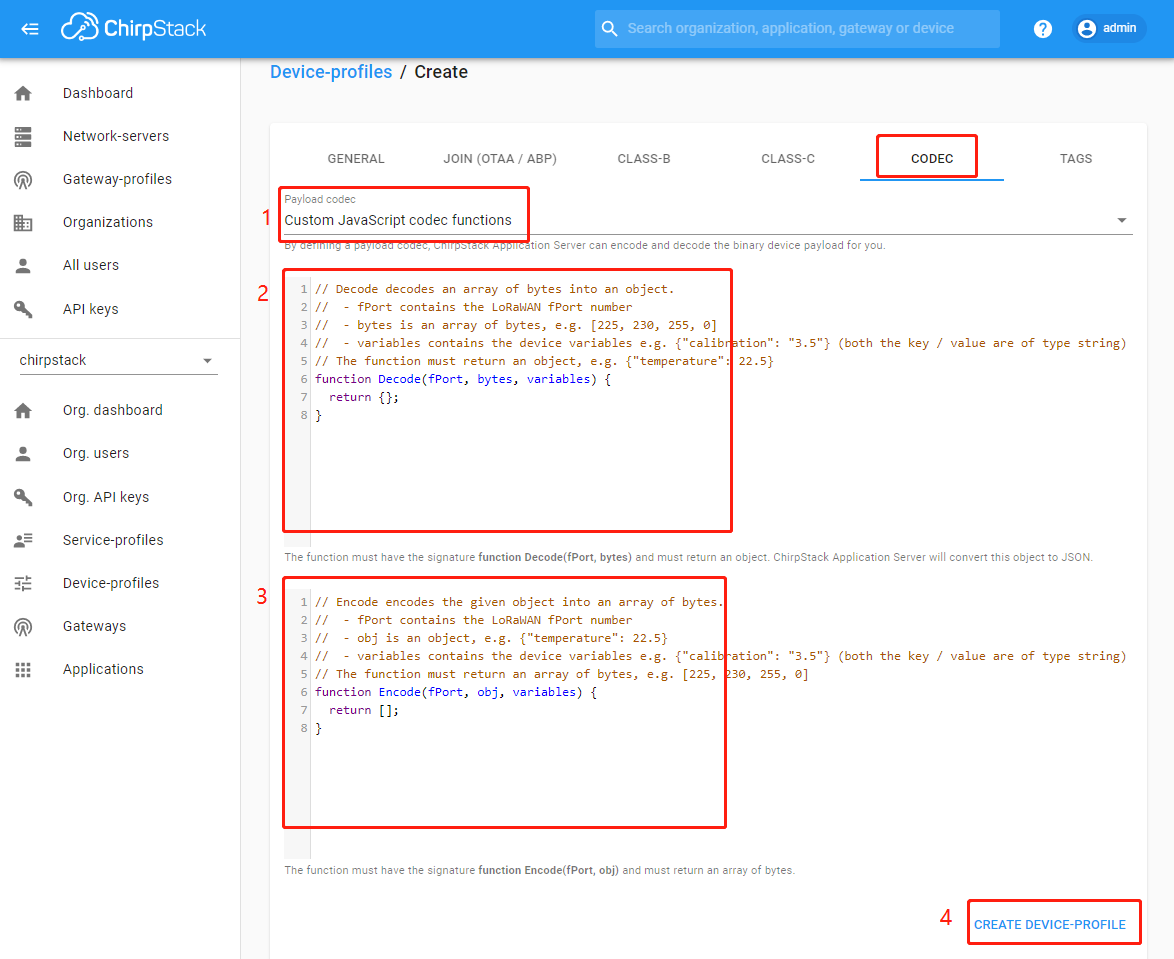 ChirpStack
Search organization, application, gateway or device
?
admin
Dashboard
Network-servers
Gateway-profiles
Organizations
All users
API keys
chirpstack
Org. dashboard
Org. users
Org. API keys
Service-profiles
Device-profiles
Gateways
Applications
Device-profiles / Create
GENERAL JOIN (OTAA / ABP) CLASS-B CLASS-C CODEC TAGS
1
Payload codec
Custom JavaScript codec functions
By defining a payload codec, ChirpStack Application Server can encode and decode the binary device payload for you.
2
1 // Decode decodes an array of bytes into an object.
2 //  - fPort contains the LoRaWAN fPort number
3 //  - bytes is an array of bytes, e.g. [225, 230, 255, 0]
4 //  - variables contains the device variables e.g. {"calibration": "3.5"} (both the key / value are of type string)
5 // The function must return an object, e.g. {"temperature": 22.5}
6 function Decode(fPort, bytes, variables) {
7   return {};
8 }
The function must have the signature function Decode(fPort, bytes) and must return an object. ChirpStack Application Server will convert this object to JSON.
3
1 // Encode encodes the given object into an array of bytes.
2 //  - fPort contains the LoRaWAN fPort number
3 //  - obj is an object, e.g. {"temperature": 22.5}
4 //  - variables contains the device variables e.g. {"calibration": "3.5"} (both the key / value are of type string)
5 // The function must return an array of bytes, e.g. [225, 230, 255, 0]
6 function Encode(fPort, obj, variables) {
7   return [];
8 }
The function must have the signature function Encode(fPort, obj) and must return an array of bytes.
4
CREATE DEVICE-PROFILE